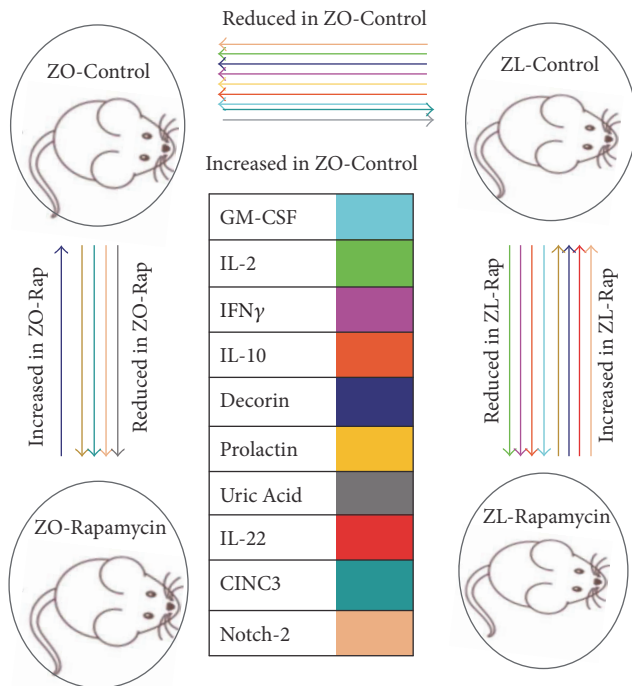 Reduced in ZO-Control
ZO-Control
ZL-Control
Increased in ZO-Control
GM-CSF
IL-2
IFNγ
IL-10
Decorin
Prolactin
Uric Acid
IL-22
CINC3
Notch-2
Increased in ZO-Rap
Reduced in ZO-Rap
Reduced in ZL-Rap
Increased in ZL-Rap
ZO-Rapamycin
ZL-Rapamycin